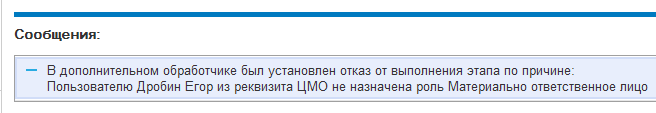 Сообщения:
В дополнительном обработчике был установлен отказ от выполнения этапа по причине:
Пользователю Дробин Егор из реквизита ЦМО не назначена роль Материально ответственное лицо